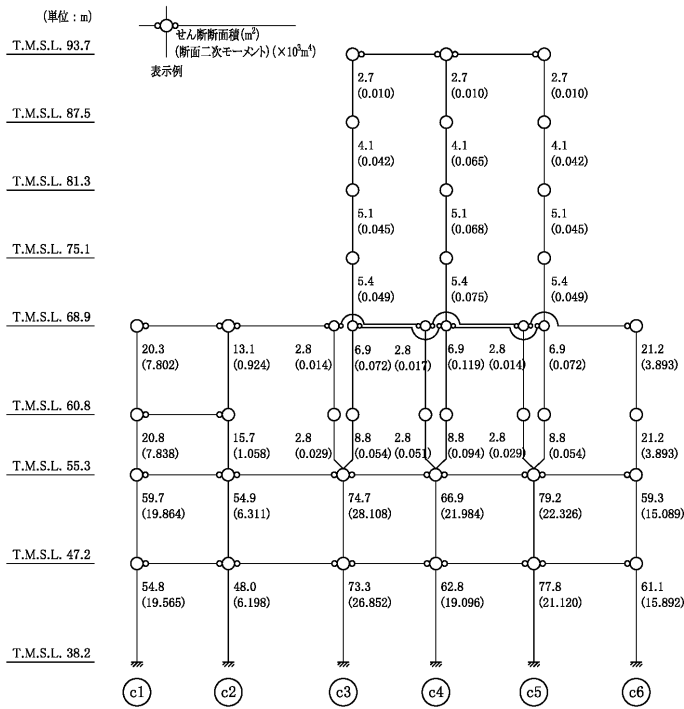 (単位：m)
せん断断面積(m²)
(断面二次モーメント)(×10³m⁴)
表示例
T.M.S.L. 93.7
2.7 2.7 2.7
(0.010) (0.010) (0.010)
T.M.S.L. 87.5
4.1 4.1 4.1
(0.042) (0.065) (0.042)
T.M.S.L. 81.3
5.1 5.1 5.1
(0.045) (0.068) (0.045)
T.M.S.L. 75.1
5.4 5.4 5.4
(0.049) (0.075) (0.049)
T.M.S.L. 68.9
20.3 13.1 2.8 6.9 2.8 6.9 2.8 6.9 21.2
(7.802) (0.924) (0.014) (0.072) (0.017) (0.119) (0.014) (0.072) (3.893)
T.M.S.L. 60.8
20.8 15.7 2.8 8.8 2.8 8.8 2.8 8.8 21.2
(7.838) (1.058) (0.029) (0.054) (0.051) (0.094) (0.029) (0.054) (3.893)
T.M.S.L. 55.3
59.7 54.9 74.7 66.9 79.2 59.3
(19.864) (6.311) (28.108) (21.984) (22.326) (15.089)
T.M.S.L. 47.2
54.8 48.0 73.3 62.8 77.8 61.1
(19.565) (6.198) (26.852) (19.096) (21.120) (15.892)
T.M.S.L. 38.2
c1 c2 c3 c4 c5 c6